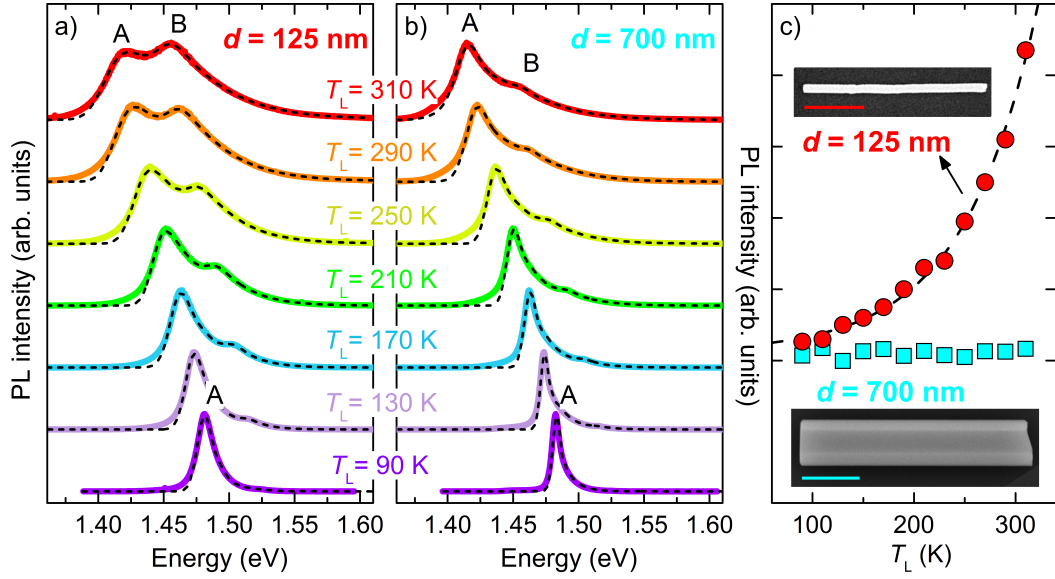 a)
A
B
d = 125 nm
T_L = 310 K
T_L = 290 K
T_L = 250 K
T_L = 210 K
T_L = 170 K
T_L = 130 K
A
T_L = 90 K
PL intensity (arb. units)
1.40 1.45 1.50 1.55 1.60
Energy (eV)
b)
A
d = 700 nm
B
A
1.40 1.45 1.50 1.55 1.60
Energy (eV)
c)
d = 125 nm
PL intensity (arb. units)
d = 700 nm
100 200 300
T_L (K)